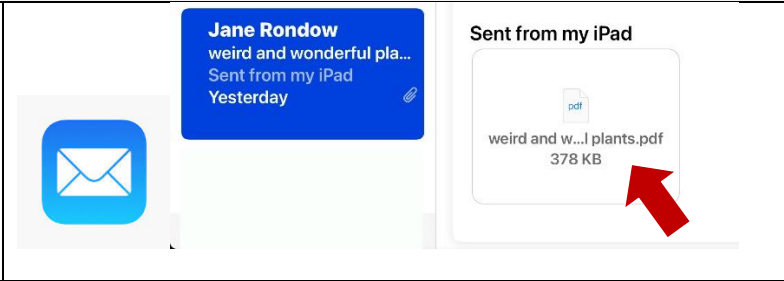 Jane Rondow
weird and wonderful pla...
Sent from my iPad
Yesterday
Sent from my iPad
pdf
weird and w...l plants.pdf
378 KB